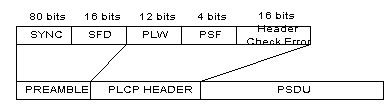 80 bits 16 bits 12 bits 4 bits 16 bits
SYNC SFD PLW PSF Header
Check Error
PREAMBLE PLCP HEADER PSDU